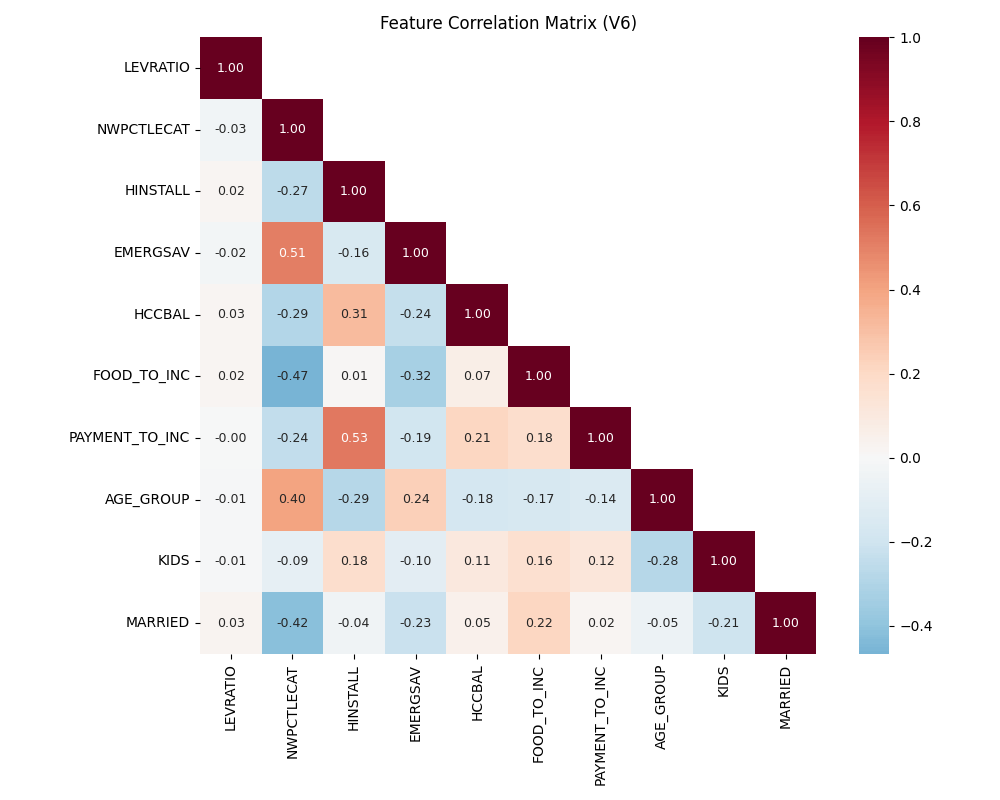 Feature Correlation Matrix (V6)
LEVRATIO 1.00
NWPCTLECAT -0.03 1.00
HINSTALL 0.02 -0.27 1.00
EMERGSAV -0.02 0.51 -0.16 1.00
HCCBAL 0.03 -0.29 0.31 -0.24 1.00
FOOD_TO_INC 0.02 -0.47 0.01 -0.32 0.07 1.00
PAYMENT_TO_INC -0.00 -0.24 0.53 -0.19 0.21 0.18 1.00
AGE_GROUP -0.01 0.40 -0.29 0.24 -0.18 -0.17 -0.14 1.00
KIDS -0.01 -0.09 0.18 -0.10 0.11 0.16 0.12 -0.28 1.00
MARRIED 0.03 -0.42 -0.04 -0.23 0.05 0.22 0.02 -0.05 -0.21 1.00
LEVRATIO
NWPCTLECAT
HINSTALL
EMERGSAV
HCCBAL
FOOD_TO_INC
PAYMENT_TO_INC
AGE_GROUP
KIDS
MARRIED
1.0
0.8
0.6
0.4
0.2
0.0
−0.2
−0.4